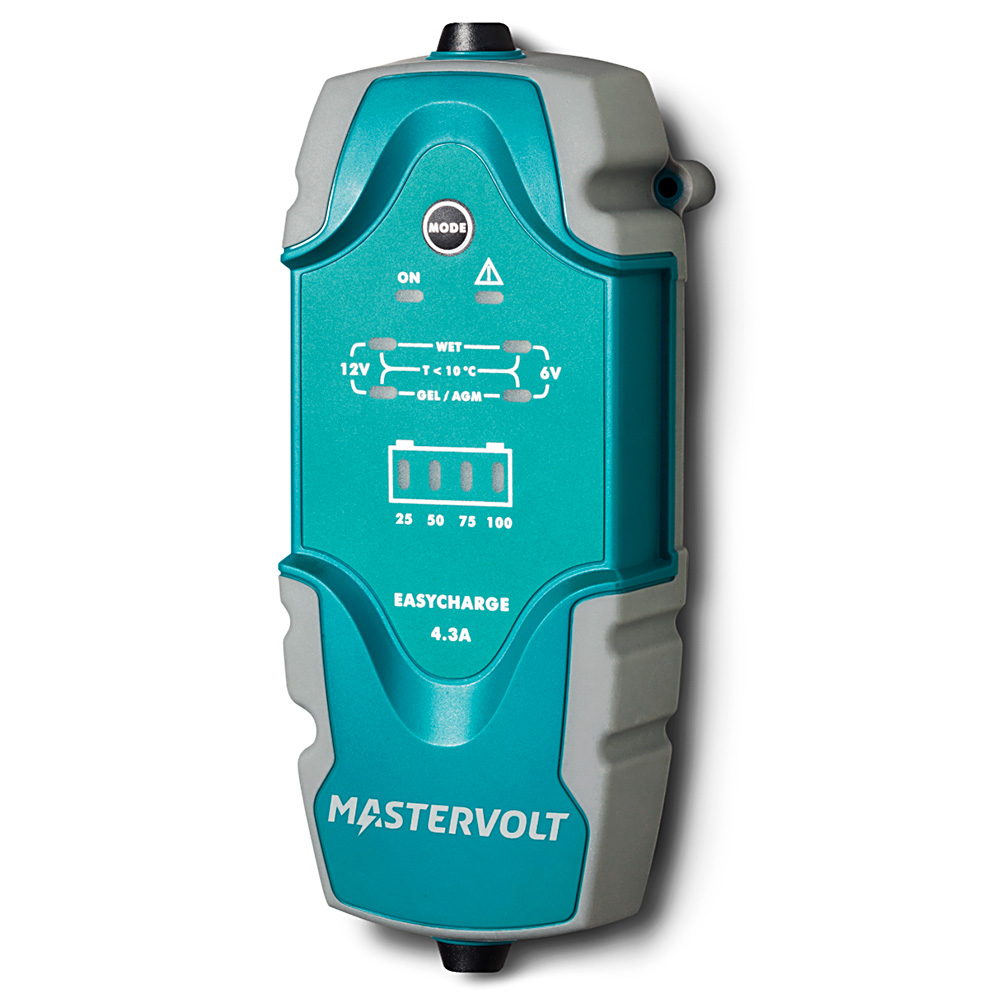 MODE
ON
WET
12V T < 10 °C 6V
GEL / AGM
25 50 75 100
EASYCHARGE
4.3A
MASTERVOLT